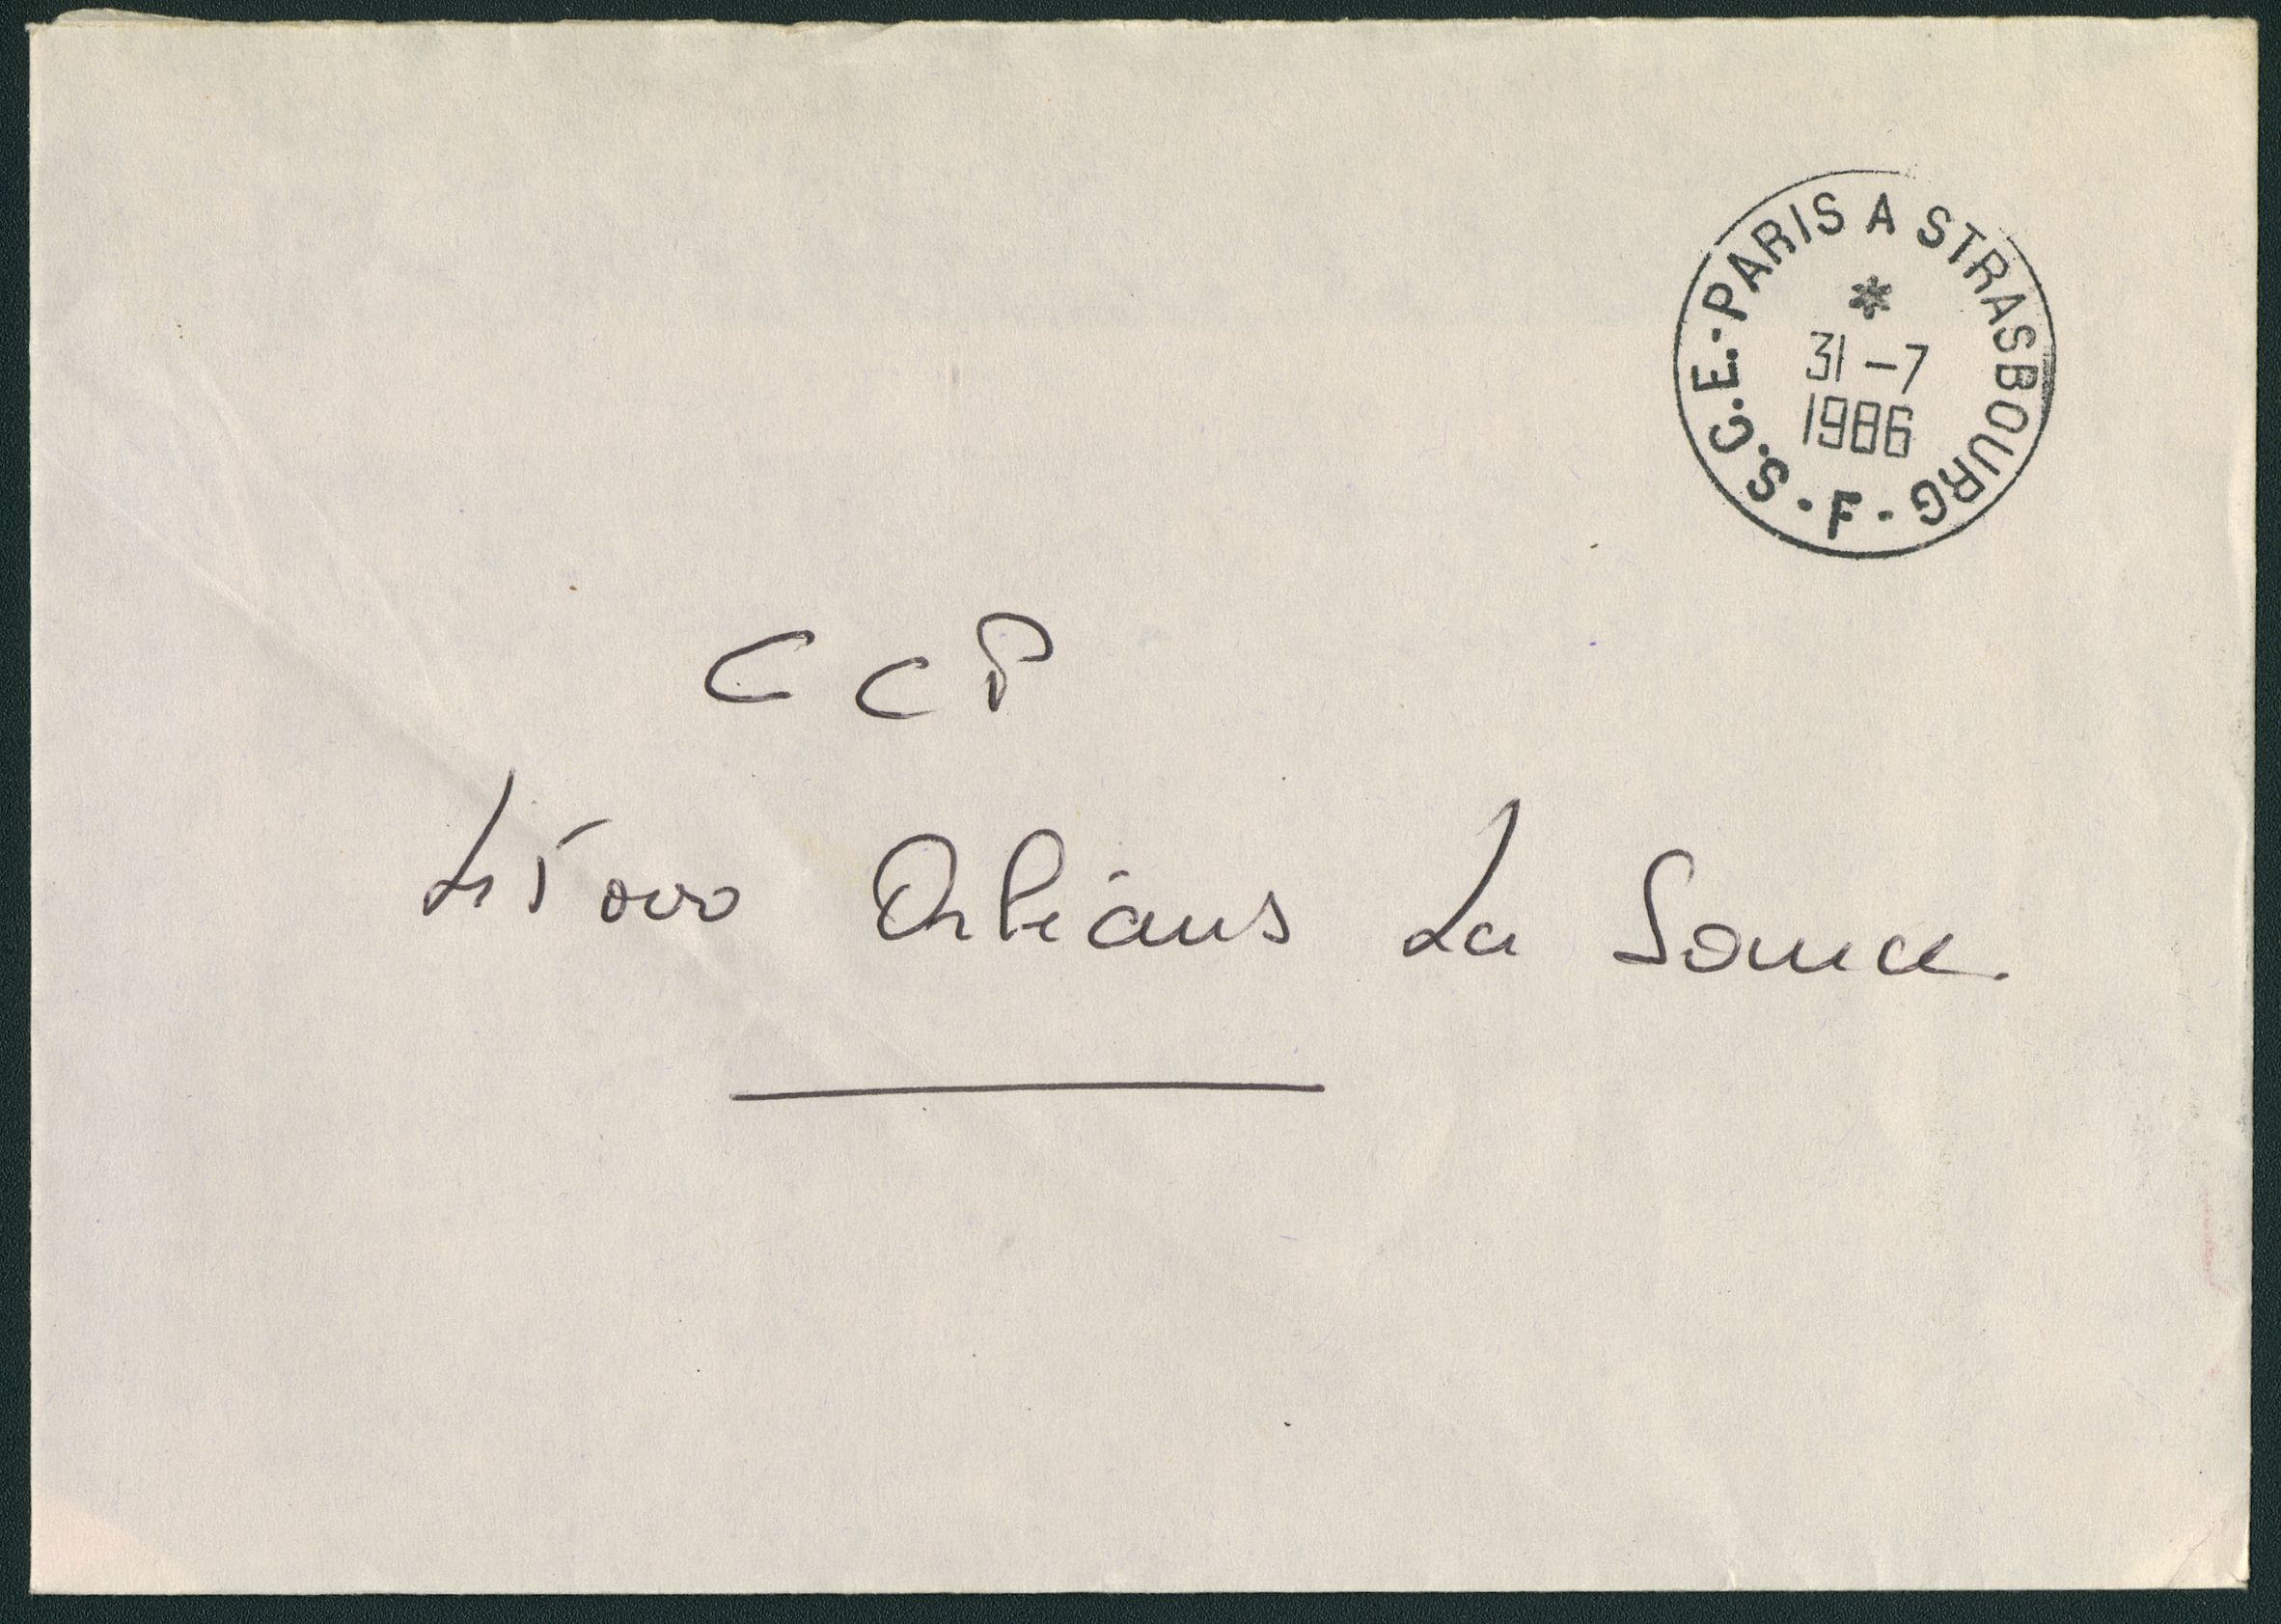 S.C.E.-PARIS A STRASBOURG-F-
*
31-7
1986
CCP
45000 Orléans La Source